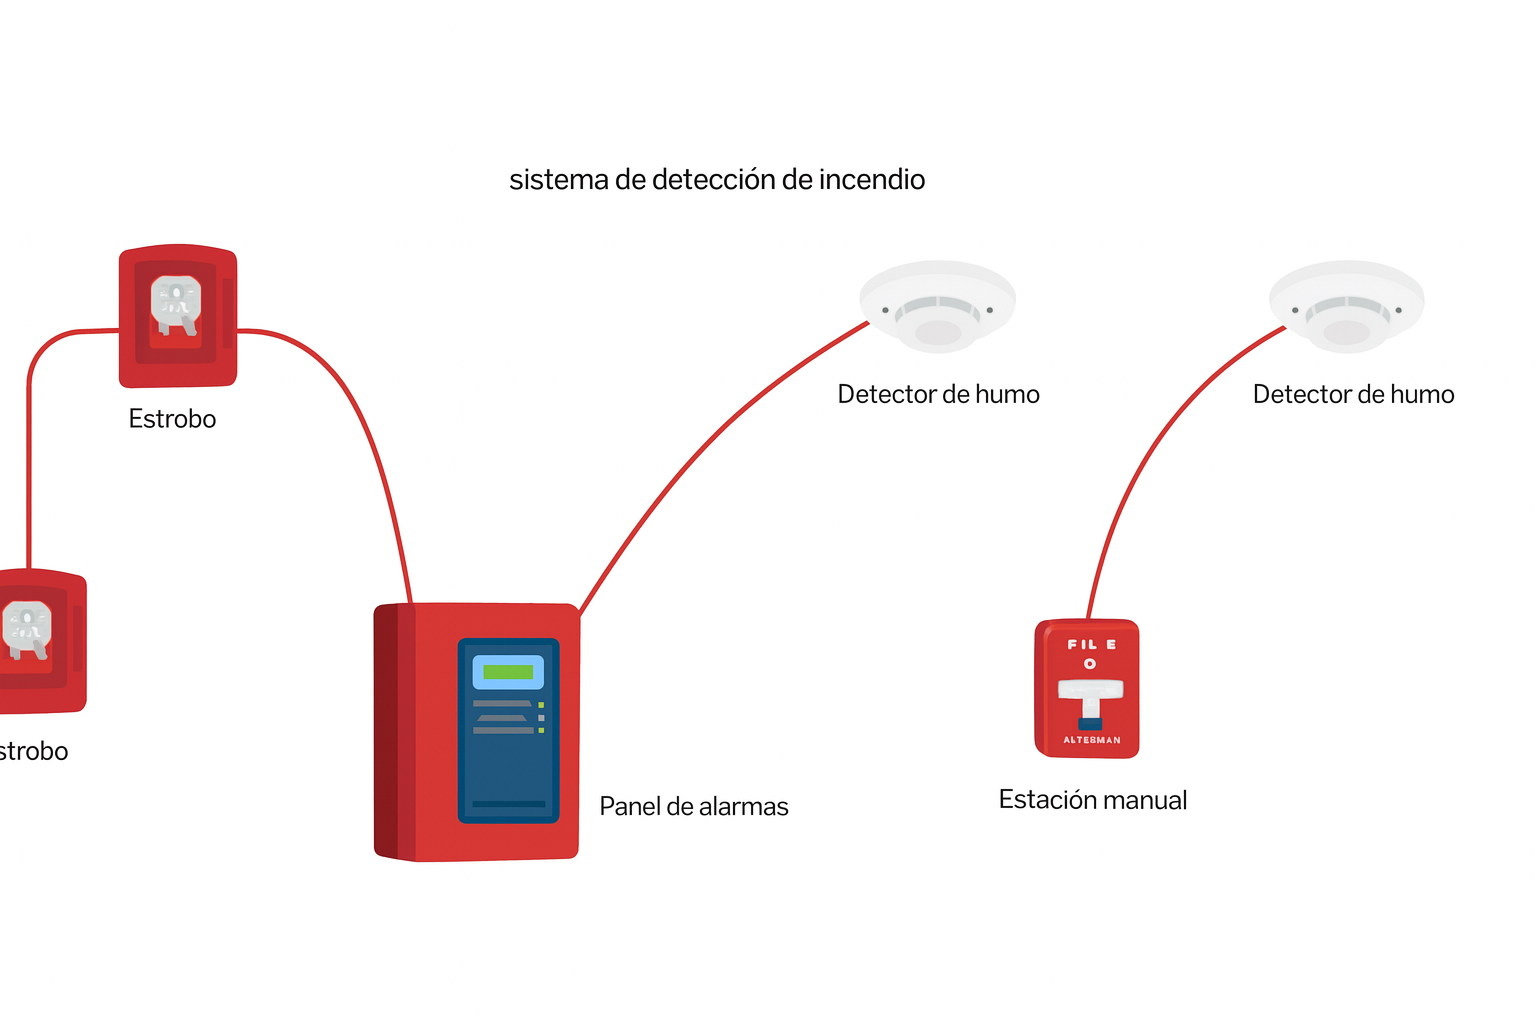 sistema de detección de incendio
Estrobo
Detector de humo
Detector de humo
strobo
Panel de alarmas
FIL E
O
ALTEBMAN
Estación manual